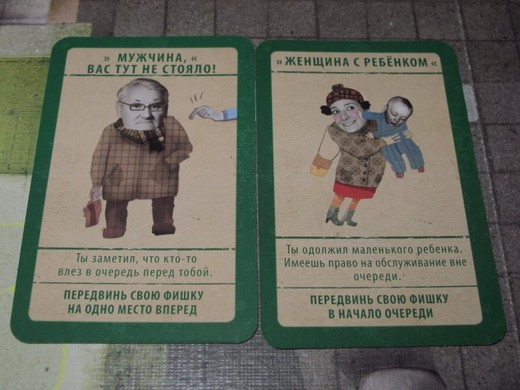 » МУЖЧИНА, «
ВАС ТУТ НЕ СТОЯЛО!
Ты заметил, что кто-то
влез в очередь перед тобой.
ПЕРЕДВИНЬ СВОЮ ФИШКУ
НА ОДНО МЕСТО ВПЕРЕД
» ЖЕНЩИНА С РЕБЁНКОМ «
Ты одолжил маленького ребенка.
Имеешь право на обслуживание вне
очереди.
ПЕРЕДВИНЬ СВОЮ ФИШКУ
В НАЧАЛО ОЧЕРЕДИ